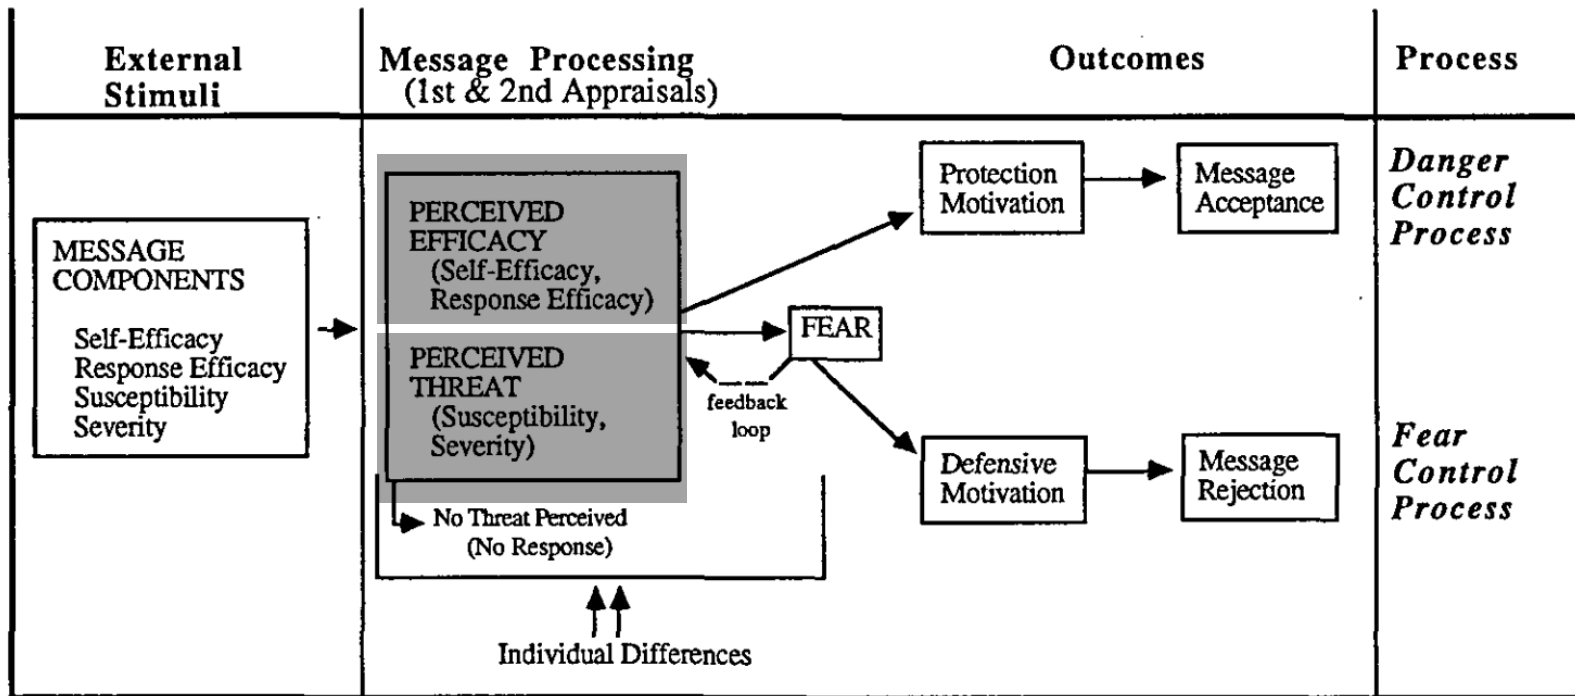 External
Stimuli
Message Processing
(1st & 2nd Appraisals)
Outcomes
Process
MESSAGE
COMPONENTS
Self-Efficacy
Response Efficacy
Susceptibility
Severity
PERCEIVED
EFFICACY
(Self-Efficacy,
Response Efficacy)
PERCEIVED
THREAT
(Susceptibility,
Severity)
No Threat Perceived
(No Response)
Individual Differences
FEAR
feedback
loop
Protection
Motivation
Message
Acceptance
Defensive
Motivation
Message
Rejection
Danger
Control
Process
Fear
Control
Process